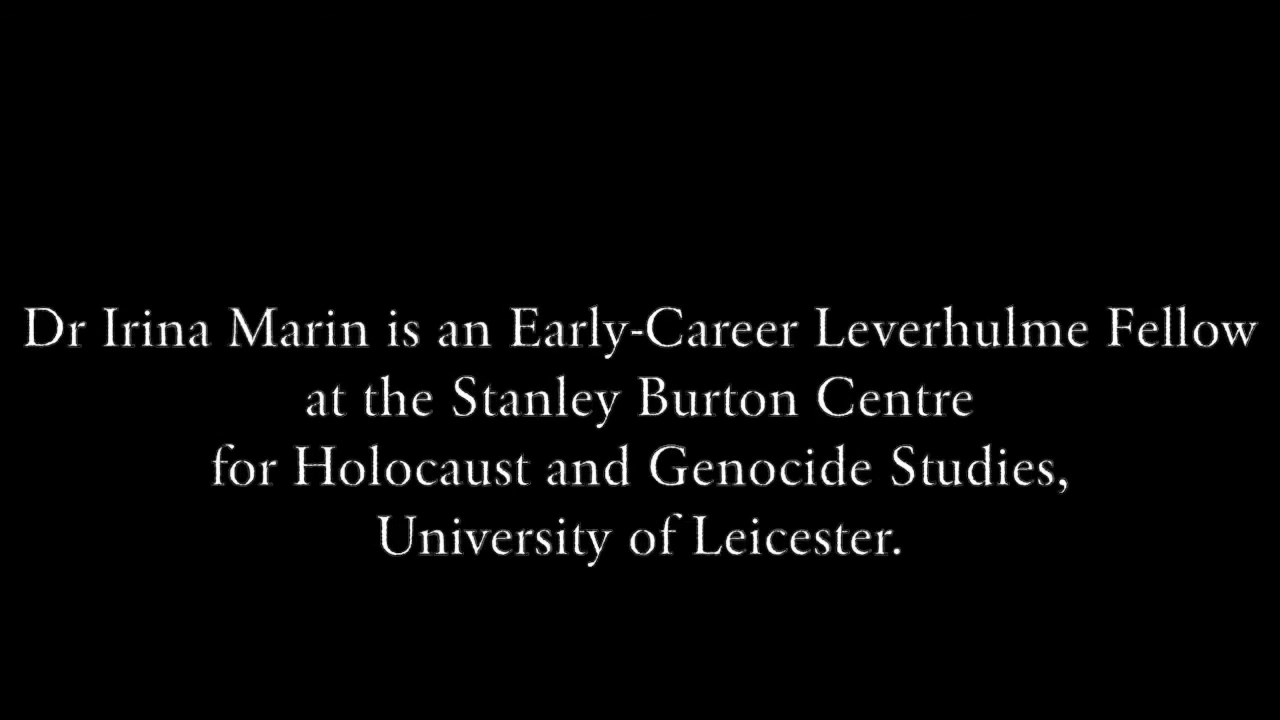 Dr Irina Marin is an Early-Career Leverhulme Fellow
at the Stanley Burton Centre
for Holocaust and Genocide Studies,
University of Leicester.